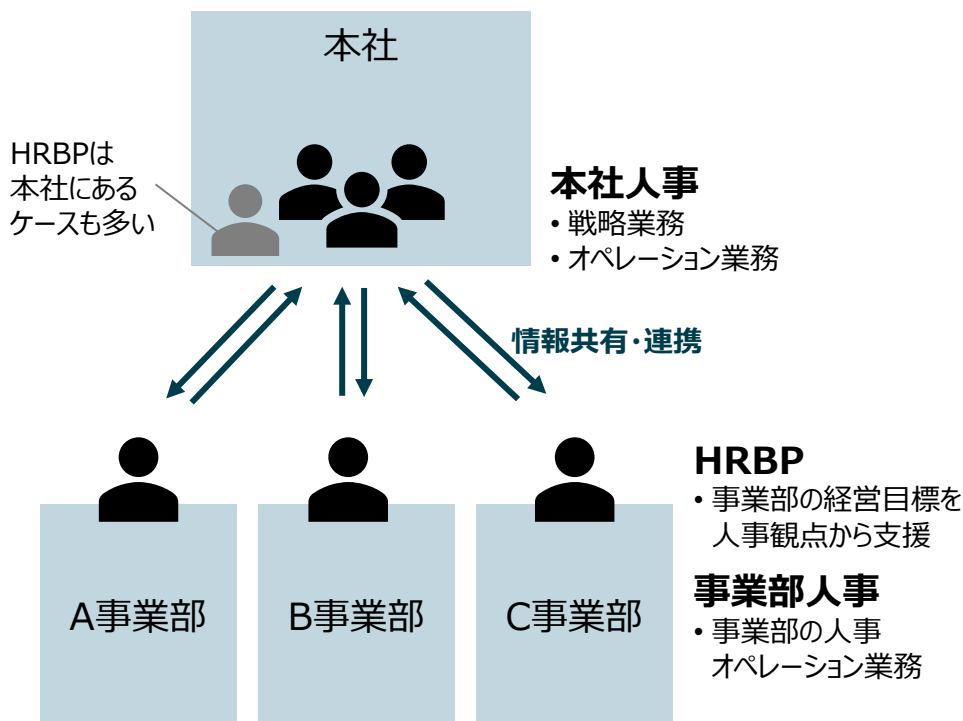 本社
HRBPは
本社にある
ケースも多い
本社人事
・戦略業務
・オペレーション業務
情報共有・連携
HRBP
・事業部の経営目標を
人事観点から支援
事業部人事
・事業部の人事
オペレーション業務
A事業部
B事業部
C事業部